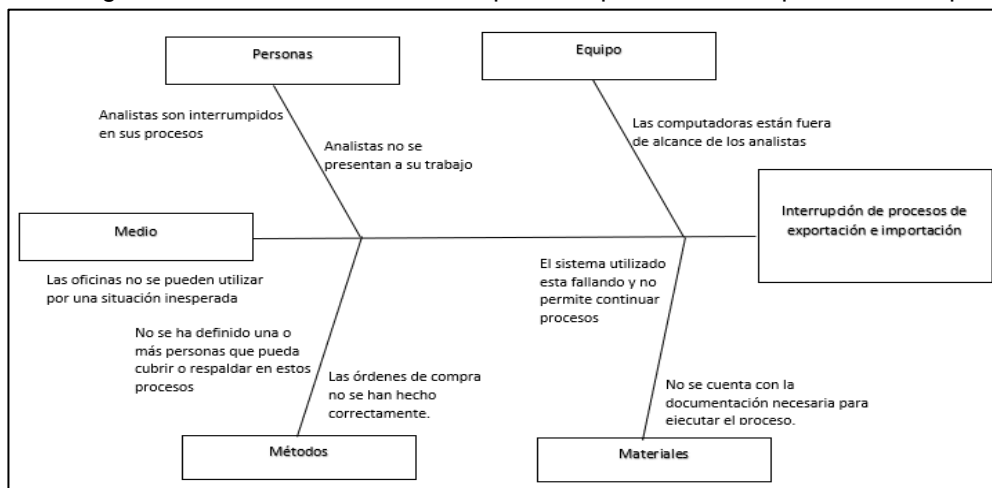 Personas
Equipo
Analistas son interrumpidos
en sus procesos
Analistas no se
presentan a su trabajo
Las computadoras están fuera
de alcance de los analistas
Interrupción de procesos de
exportación e importación
Medio
Las oficinas no se pueden utilizar
por una situación inesperada
El sistema utilizado
esta fallando y no
permite continuar
procesos
No se ha definido una o
más personas que pueda
cubrir o respaldar en estos
procesos
Las órdenes de compra
no se han hecho
correctamente.
No se cuenta con la
documentación necesaria para
ejecutar el proceso.
Métodos
Materiales